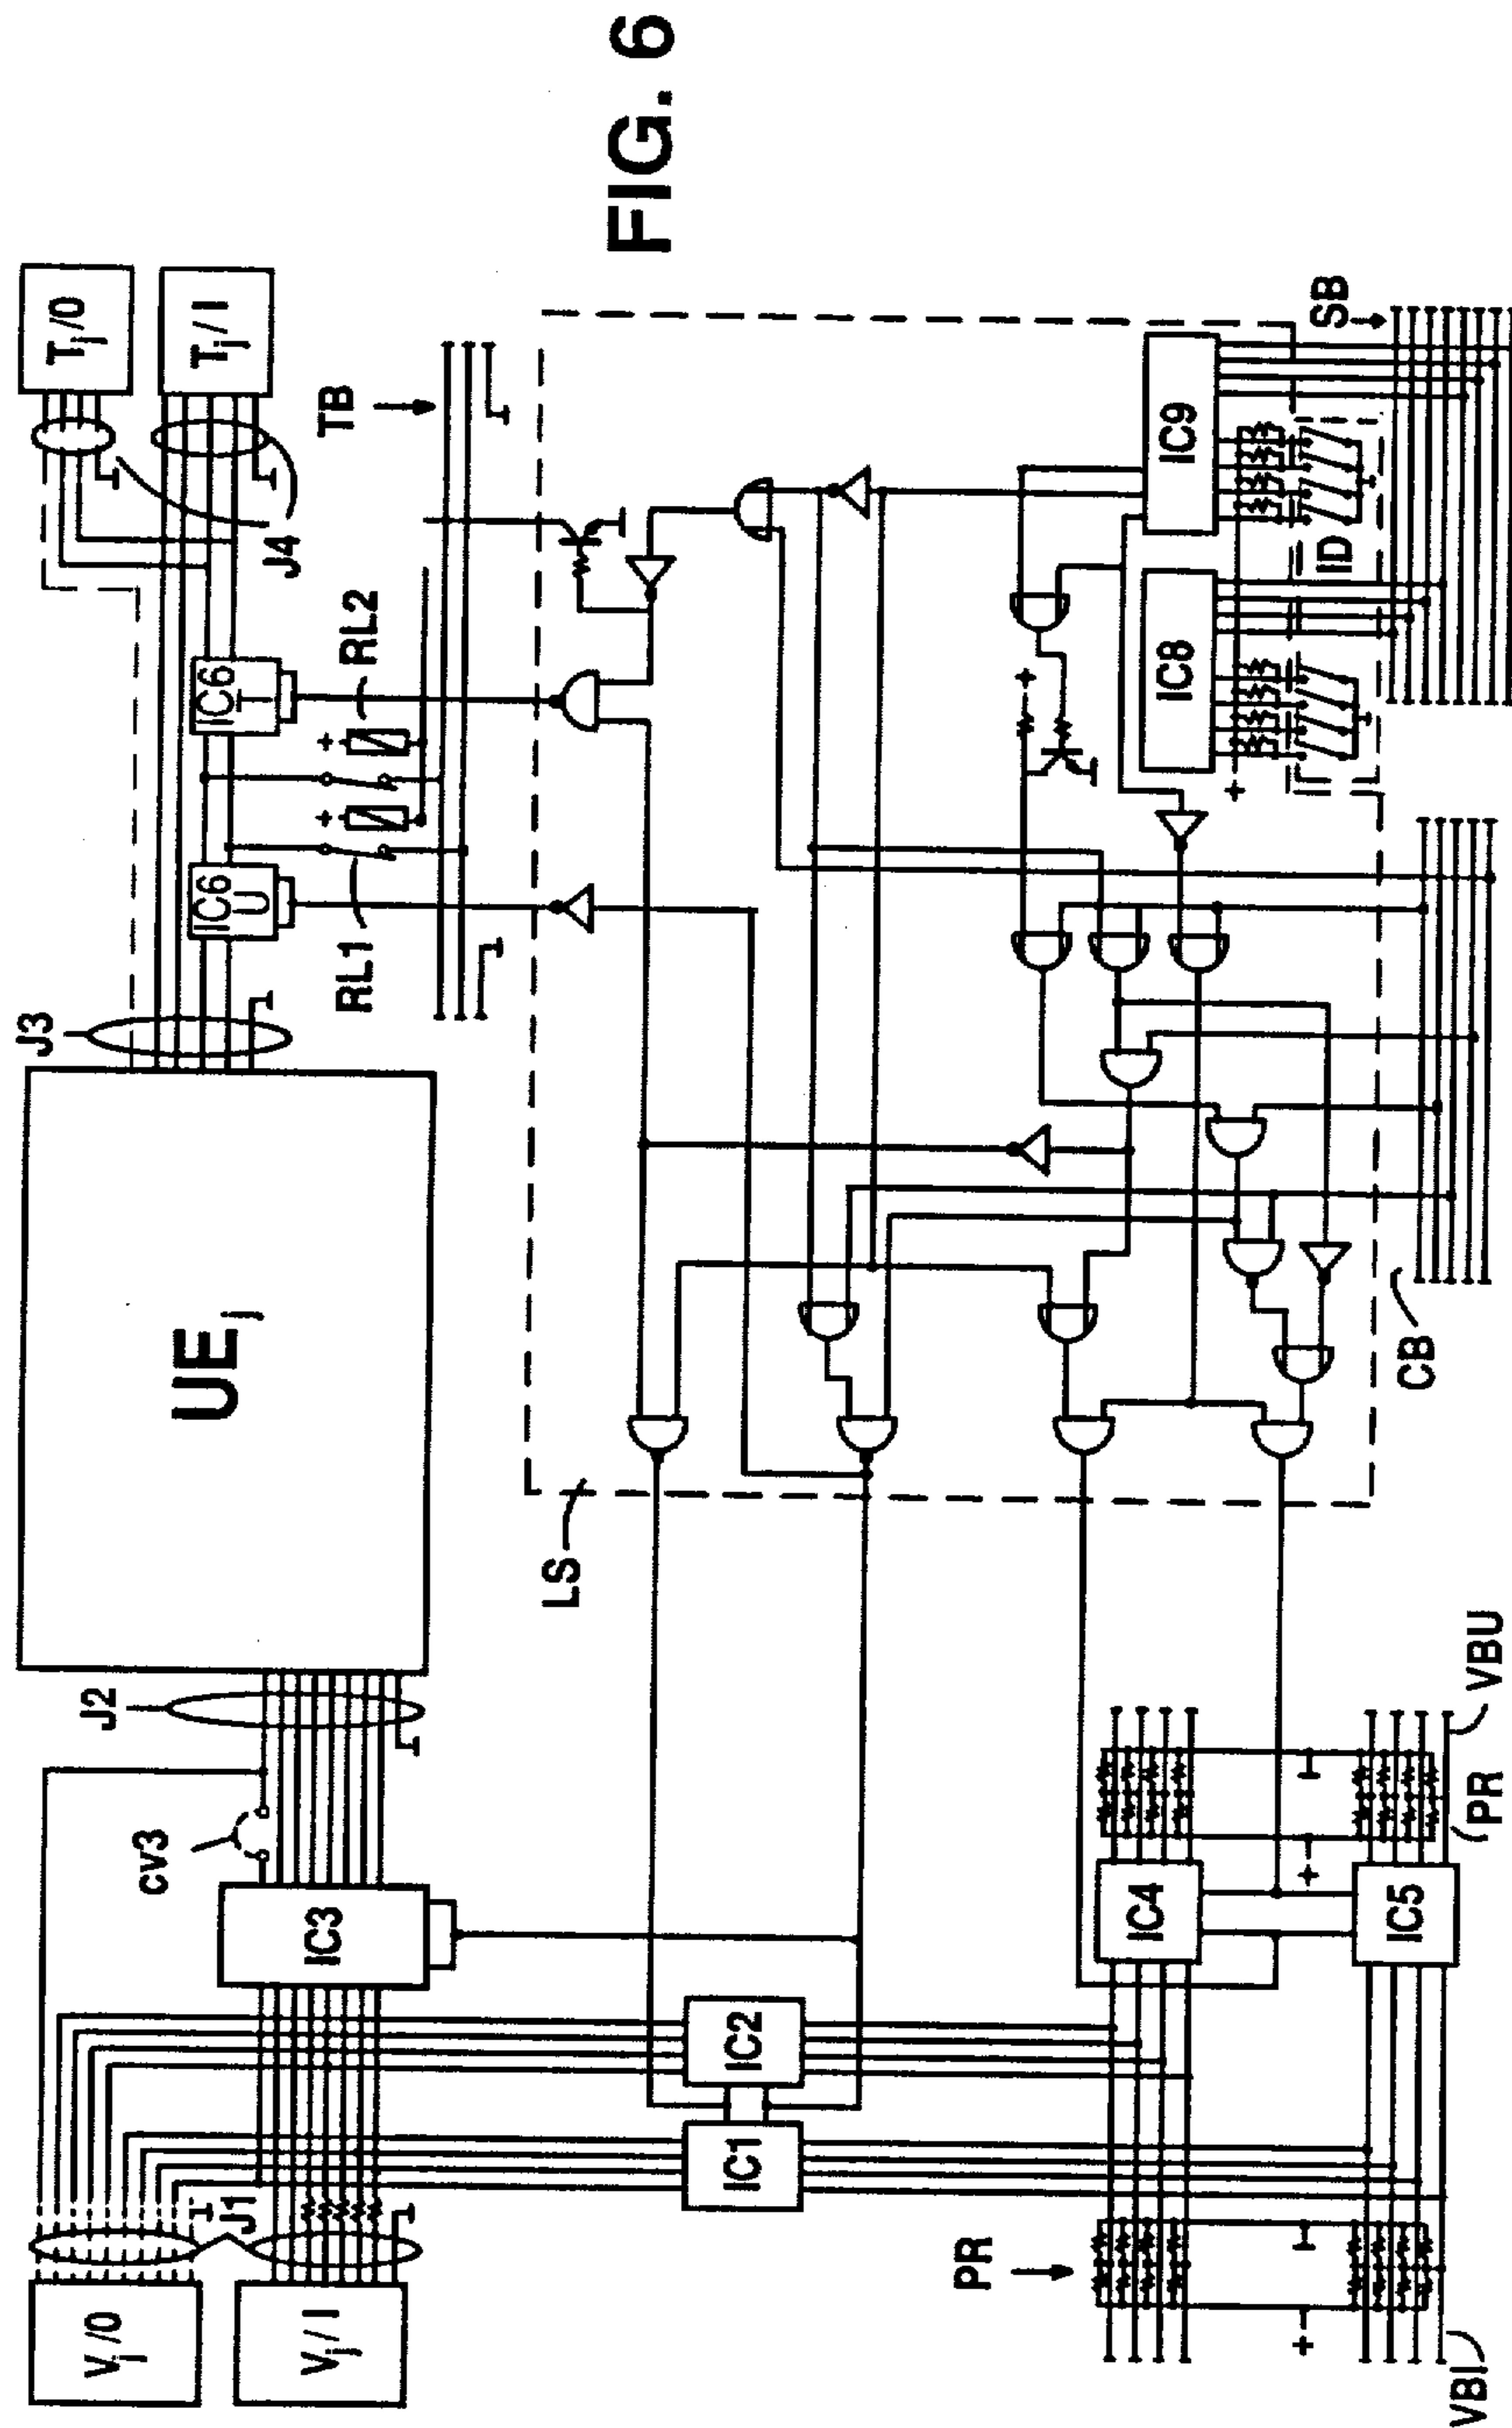 FIG. 6
Tj/0
Tj/I
J4
TB
SB
RL2
IC6
I
IC6
U
RL1
J3
IC9
ID
IC8
+
+
+
+
UEj
CB
LS
J2
cv3
IC3
VBU
PR
IC4
+
IC5
IC2
IC1
J1
Vj/0
Vj/I
PR
+
VBI